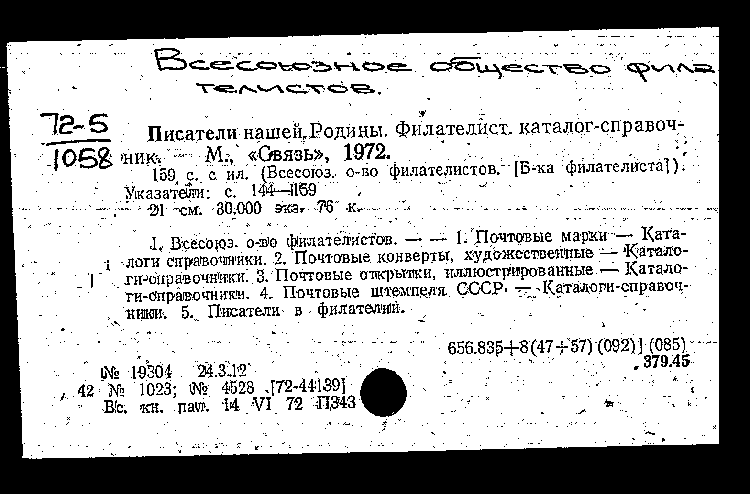 Всесоюзное общество фила
телистов.
72-5
1058
Писатели нашей Родины. Филателист. каталог-справоч-
ник. — М., «Связь», 1972.
159 с. с ил. (Всесоюз. о-во филателистов. [Б-ка филателиста]).
Указатели: с. 144—159
21 см. 30.000 экз. 76 к.
1. Всесоюз. о-во филателистов. — — 1. Почтовые марки — Ката-
логи справочники. 2. Почтовые конверты, художественные — Катало-
ги-справочники. 3. Почтовые открытки, иллюстрированные — Катало-
ги-справочники. 4. Почтовые штемпеля СССР. — Каталоги-справоч-
ники. 5. Писатели в филателии.
656.835+8(47+57) (092)] (085)
.379.45
№ 19304 24.3.12
42 № 1023; № 4528 [72-44139]
Вс. кн. пал. 14 VI 72 П343